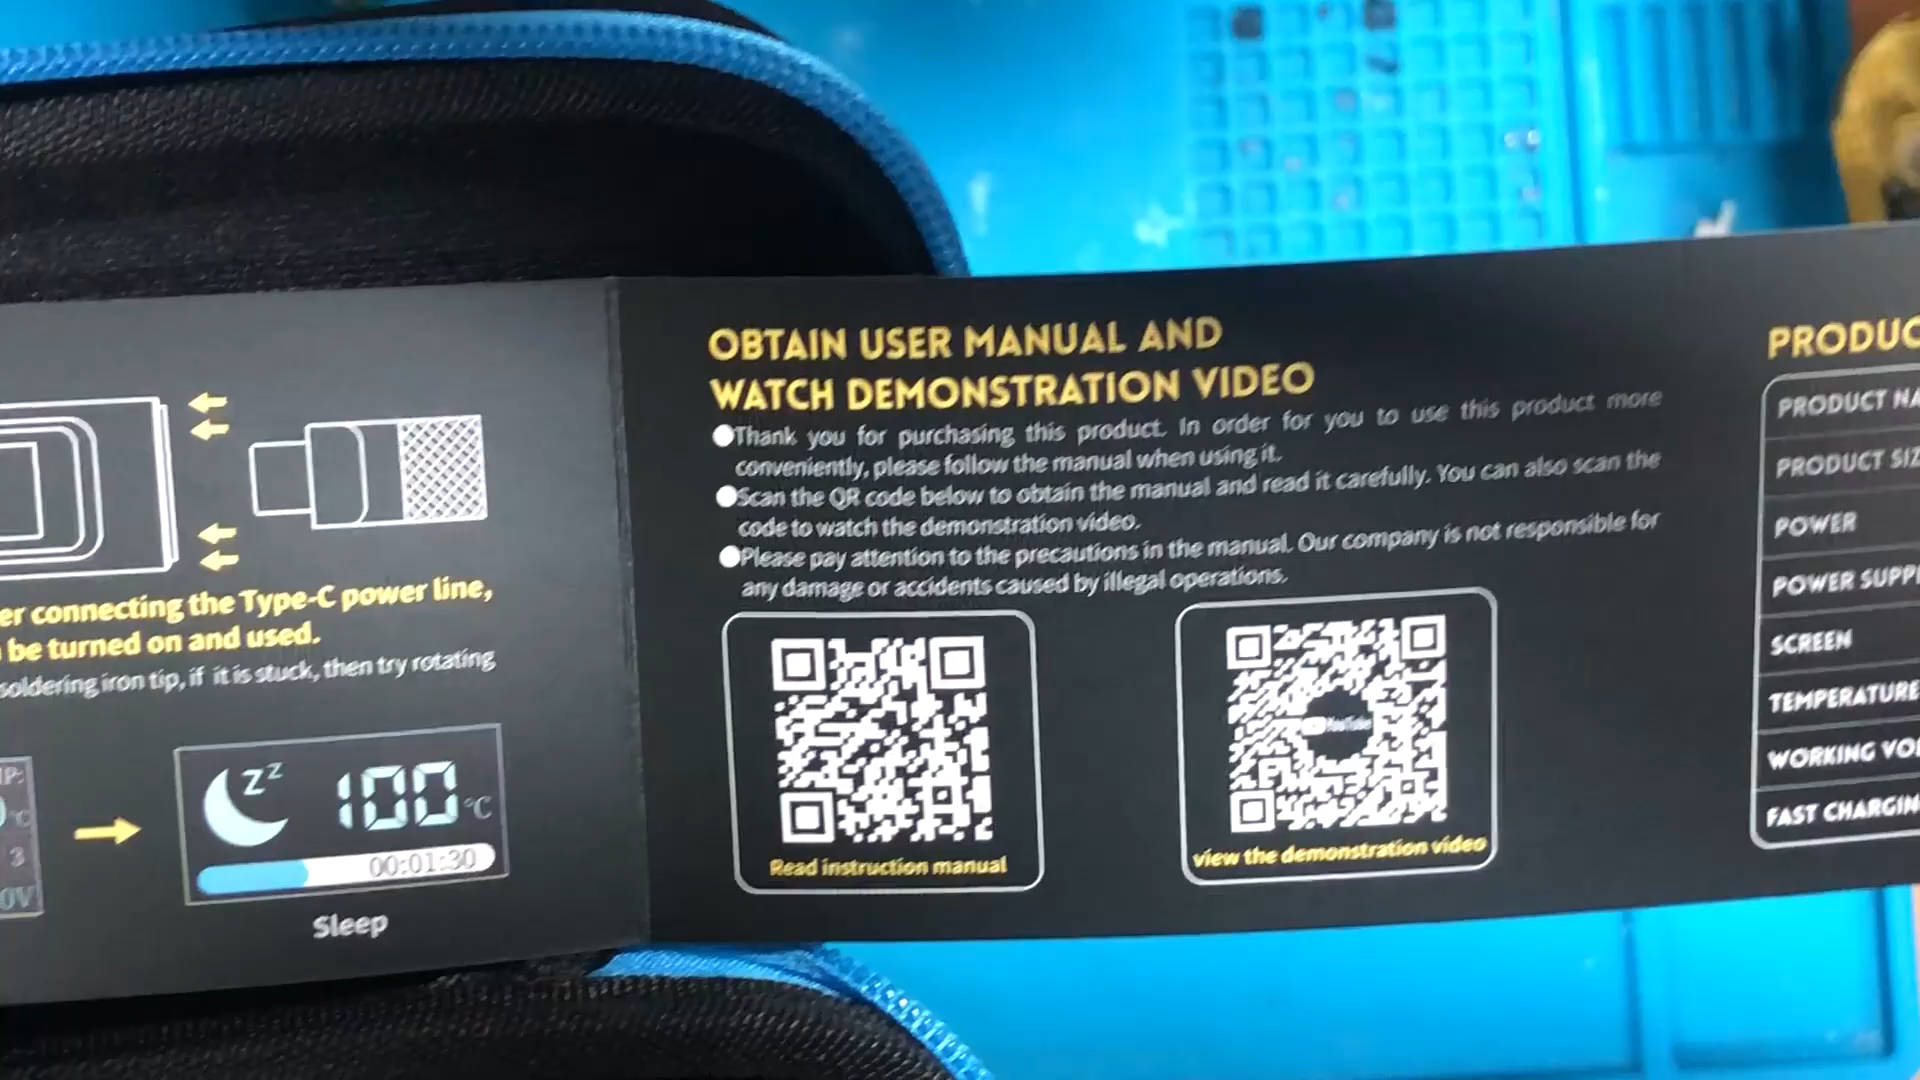 er connecting the Type-C power line,
be turned on and used.
soldering iron tip, if it is stuck, then try rotating
3
0V
zz
100°C
00:01:30
Sleep
OBTAIN USER MANUAL AND
WATCH DEMONSTRATION VIDEO
Thank you for purchasing this product. In order for you to use this product more
conveniently, please follow the manual when using it.
Scan the QR code below to obtain the manual and read it carefully. You can also scan the
code to watch the demonstration video.
Please pay attention to the precautions in the manual. Our company is not responsible for
any damage or accidents caused by illegal operations.
Read instruction manual
YouTube
view the demonstration video
PRODUC
PRODUCT NA
PRODUCT SIZ
POWER
POWER SUPP
SCREEN
TEMPERATURE
WORKING VO
FAST CHARGIN